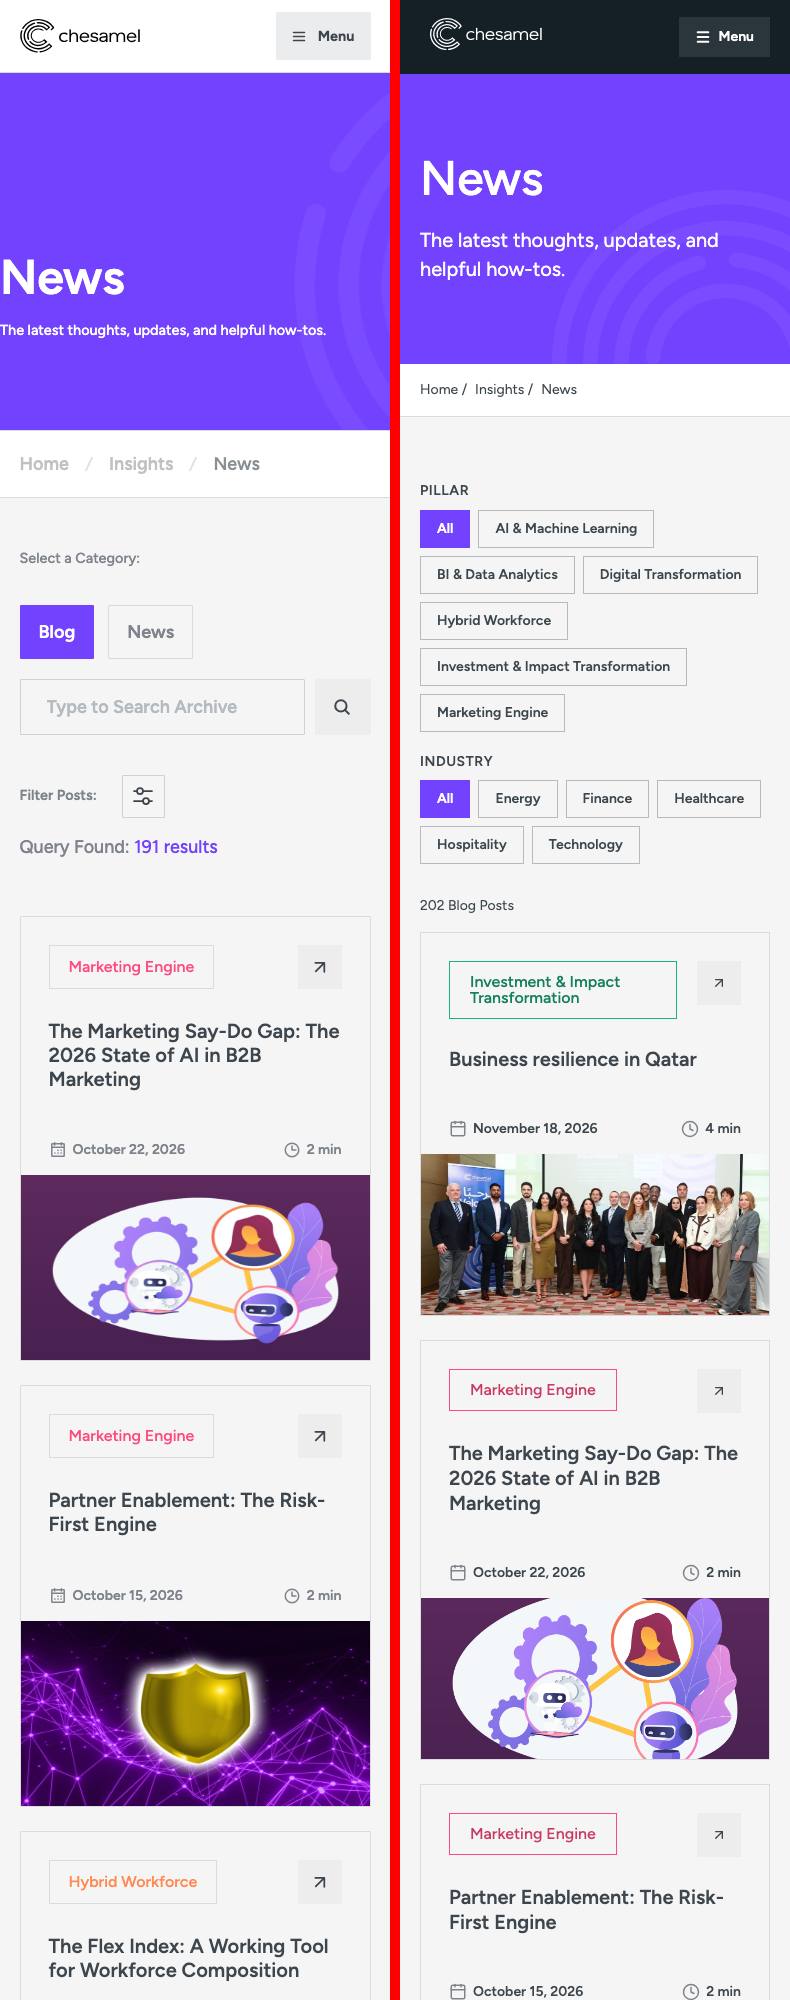 chesamel
Menu
News
The latest thoughts, updates, and helpful how-tos.
Home / Insights / News
Select a Category:
Blog
News
Type to Search Archive
Filter Posts:
Query Found: 191 results
Marketing Engine
The Marketing Say-Do Gap: The
2026 State of AI in B2B
Marketing
October 22, 2026
2 min
Marketing Engine
Partner Enablement: The Risk-
First Engine
October 15, 2026
2 min
Hybrid Workforce
The Flex Index: A Working Tool
for Workforce Composition
chesamel
Menu
News
The latest thoughts, updates, and
helpful how-tos.
Home / Insights / News
PILLAR
All
AI & Machine Learning
BI & Data Analytics
Digital Transformation
Hybrid Workforce
Investment & Impact Transformation
Marketing Engine
INDUSTRY
All
Energy
Finance
Healthcare
Hospitality
Technology
202 Blog Posts
Investment & Impact
Transformation
Business resilience in Qatar
November 18, 2026
4 min
Marketing Engine
The Marketing Say-Do Gap: The
2026 State of AI in B2B
Marketing
October 22, 2026
2 min
Marketing Engine
Partner Enablement: The Risk-
First Engine
October 15, 2026
2 min